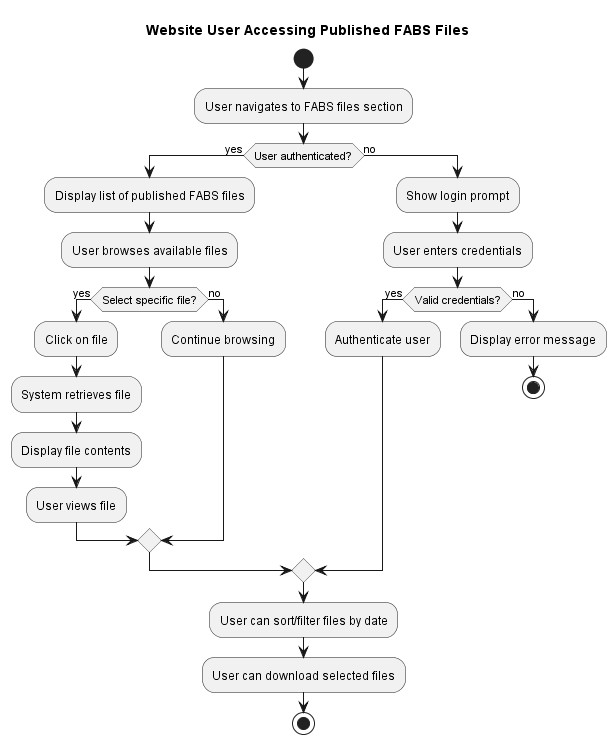 Website User Accessing Published FABS Files
User navigates to FABS files section
yes
User authenticated?
no
Display list of published FABS files
User browses available files
yes
Select specific file?
no
Click on file
System retrieves file
Display file contents
User views file
Continue browsing
Show login prompt
User enters credentials
yes
Valid credentials?
no
Authenticate user
Display error message
User can sort/filter files by date
User can download selected files